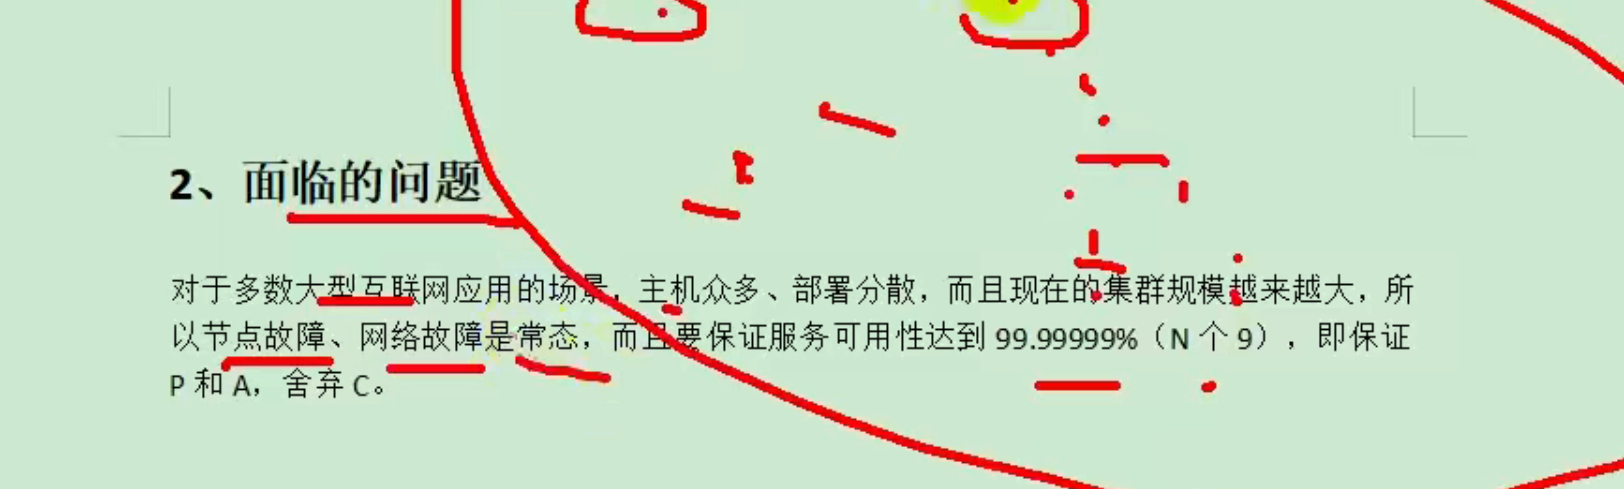 2、面临的问题
对于多数大型互联网应用的场景，主机众多、部署分散，而且现在的集群规模越来越大，所
以节点故障、网络故障是常态，而且要保证服务可用性达到 99.99999%（N 个 9），即保证
P 和 A，舍弃 C。